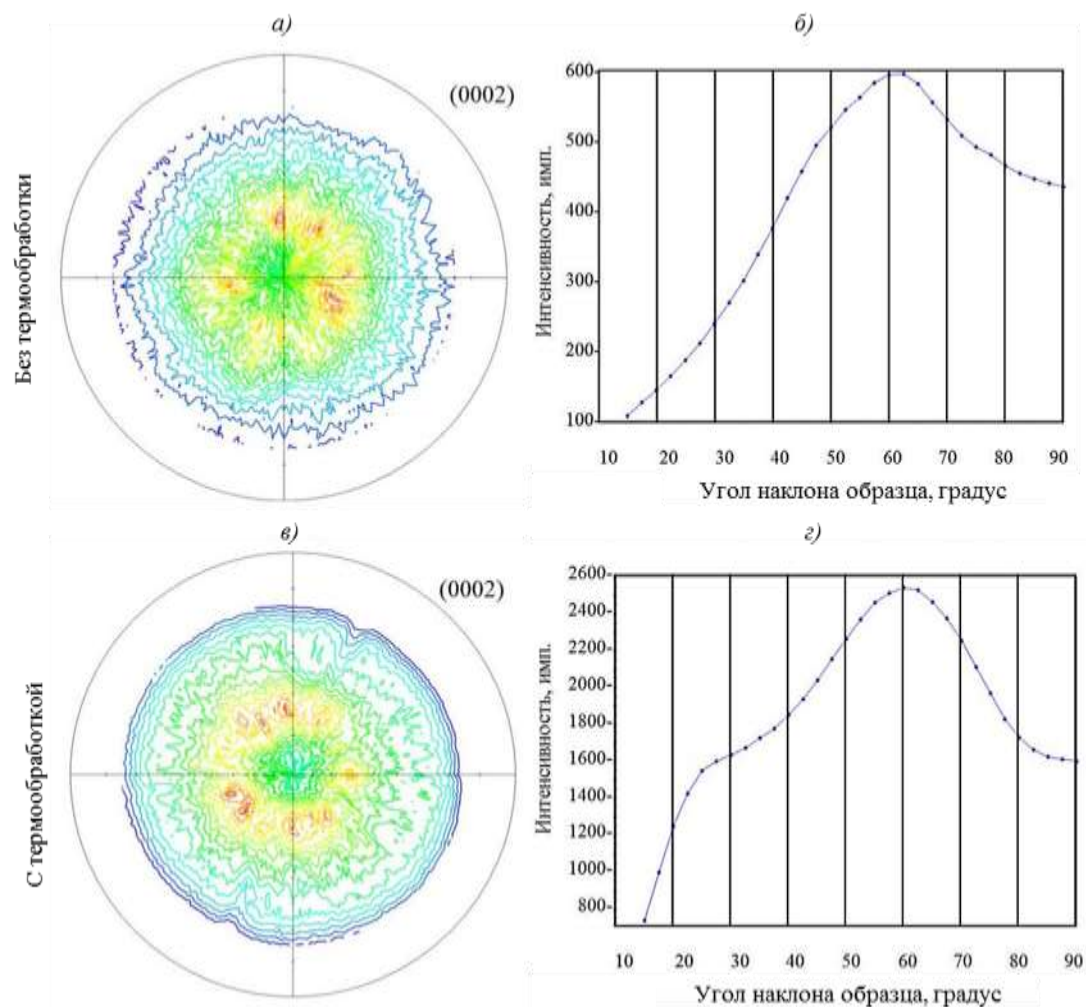 а)
б)
Без термообработки
(0002)
Интенсивность, имп.
600
500
400
300
200
100
10 20 30 40 50 60 70 80 90
Угол наклона образца, градус
в)
г)
С термообработкой
(0002)
Интенсивность, имп.
2600
2400
2200
2000
1800
1600
1400
1200
1000
800
10 20 30 40 50 60 70 80 90
Угол наклона образца, градус